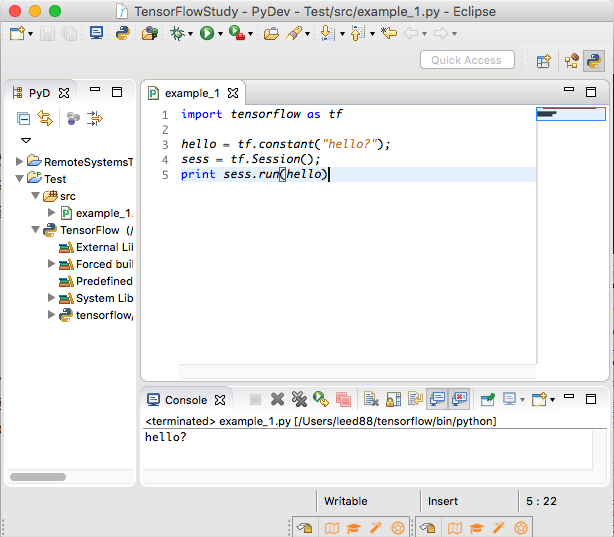 TensorFlowStudy - PyDev - Test/src/example_1.py - Eclipse
Quick Access
PyD
RemoteSystemsT
Test
src
example_1.
TensorFlow (/
External Lil
Forced buil
Predefined
System Lib
tensorflow/
example_1
1 import tensorflow as tf
2
3 hello = tf.constant("hello?");
4 sess = tf.Session();
5 print sess.run(hello)
Console
<terminated> example_1.py [/Users/leed88/tensorflow/bin/python]
hello?
Writable
Insert
5 : 22